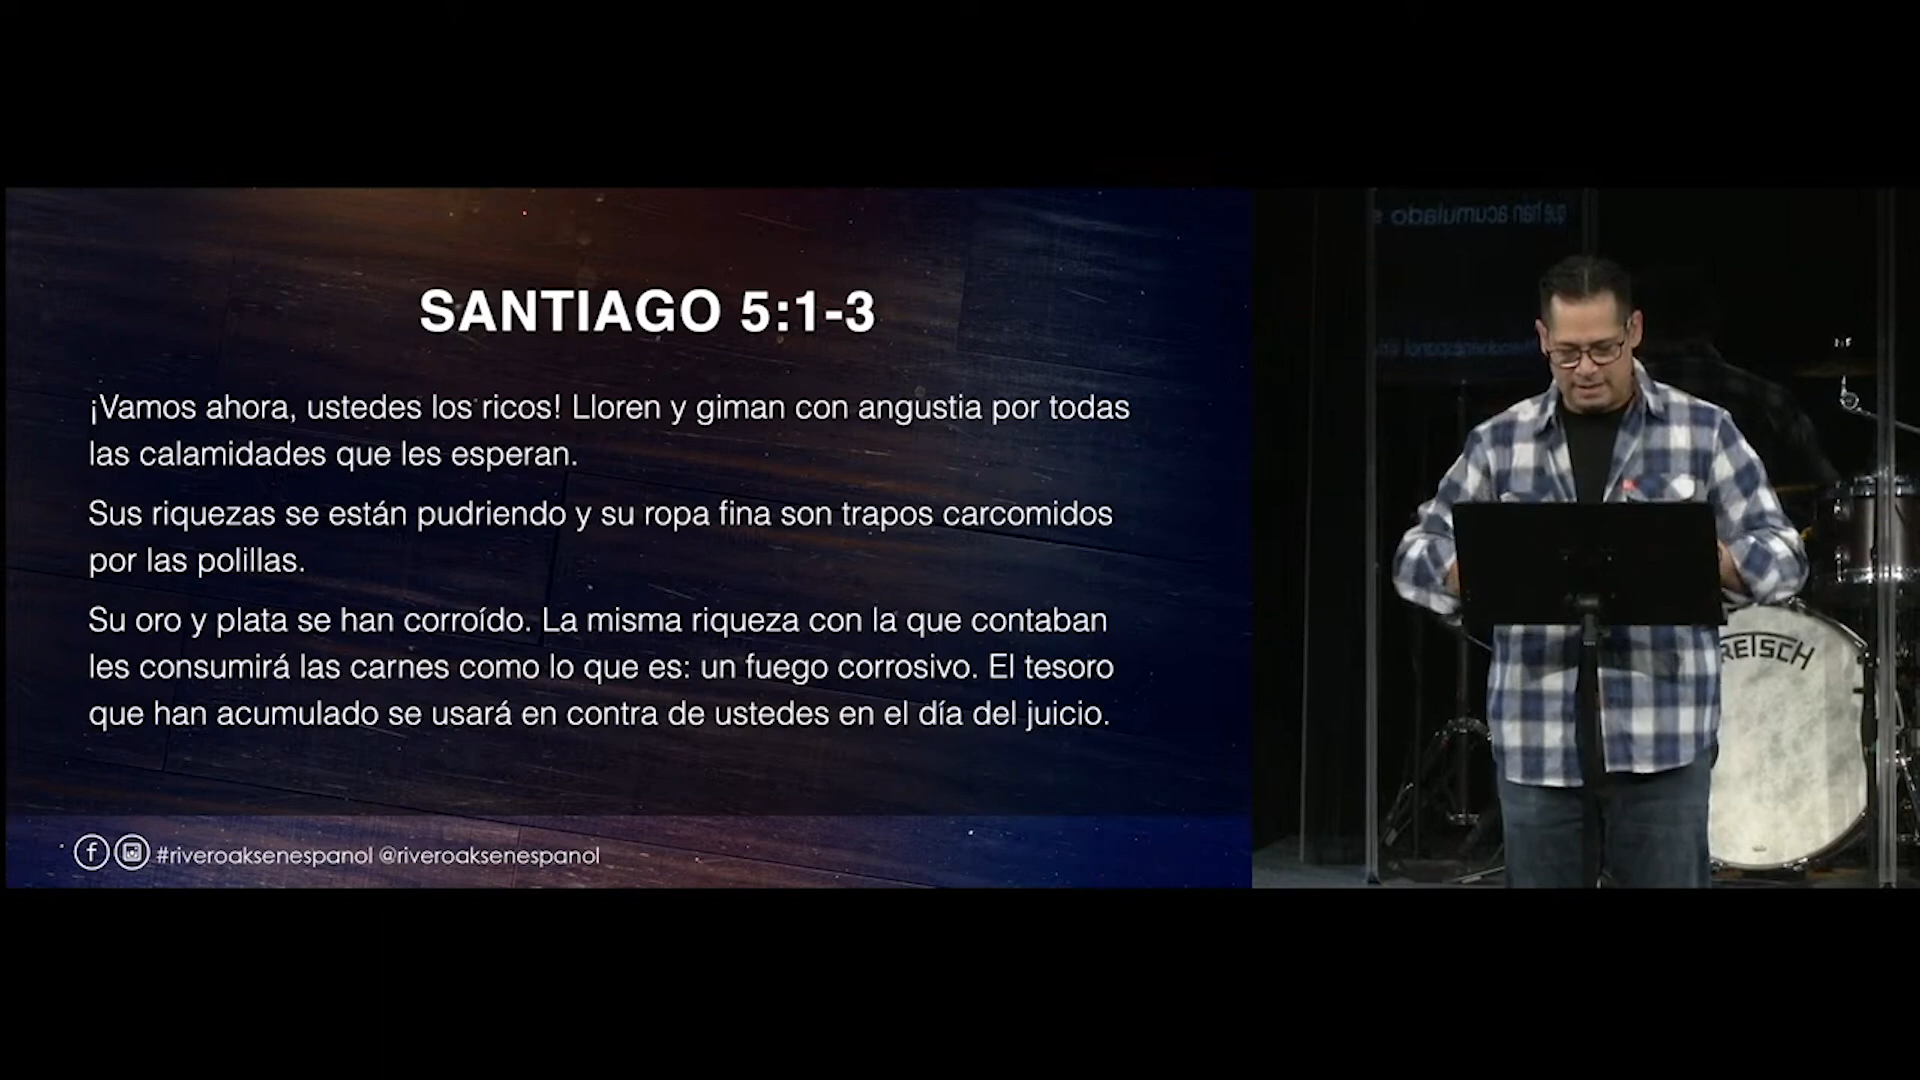 SANTIAGO 5:1-3
¡Vamos ahora, ustedes los ricos! Lloren y giman con angustia por todas
las calamidades que les esperan.
Sus riquezas se están pudriendo y su ropa fina son trapos carcomidos
por las polillas.
Su oro y plata se han corroído. La misma riqueza con la que contaban
les consumirá las carnes como lo que es: un fuego corrosivo. El tesoro
que han acumulado se usará en contra de ustedes en el día del juicio.
#riveroaksenespanol @riveroaksenespanol
que han acumulado s
RETSCH